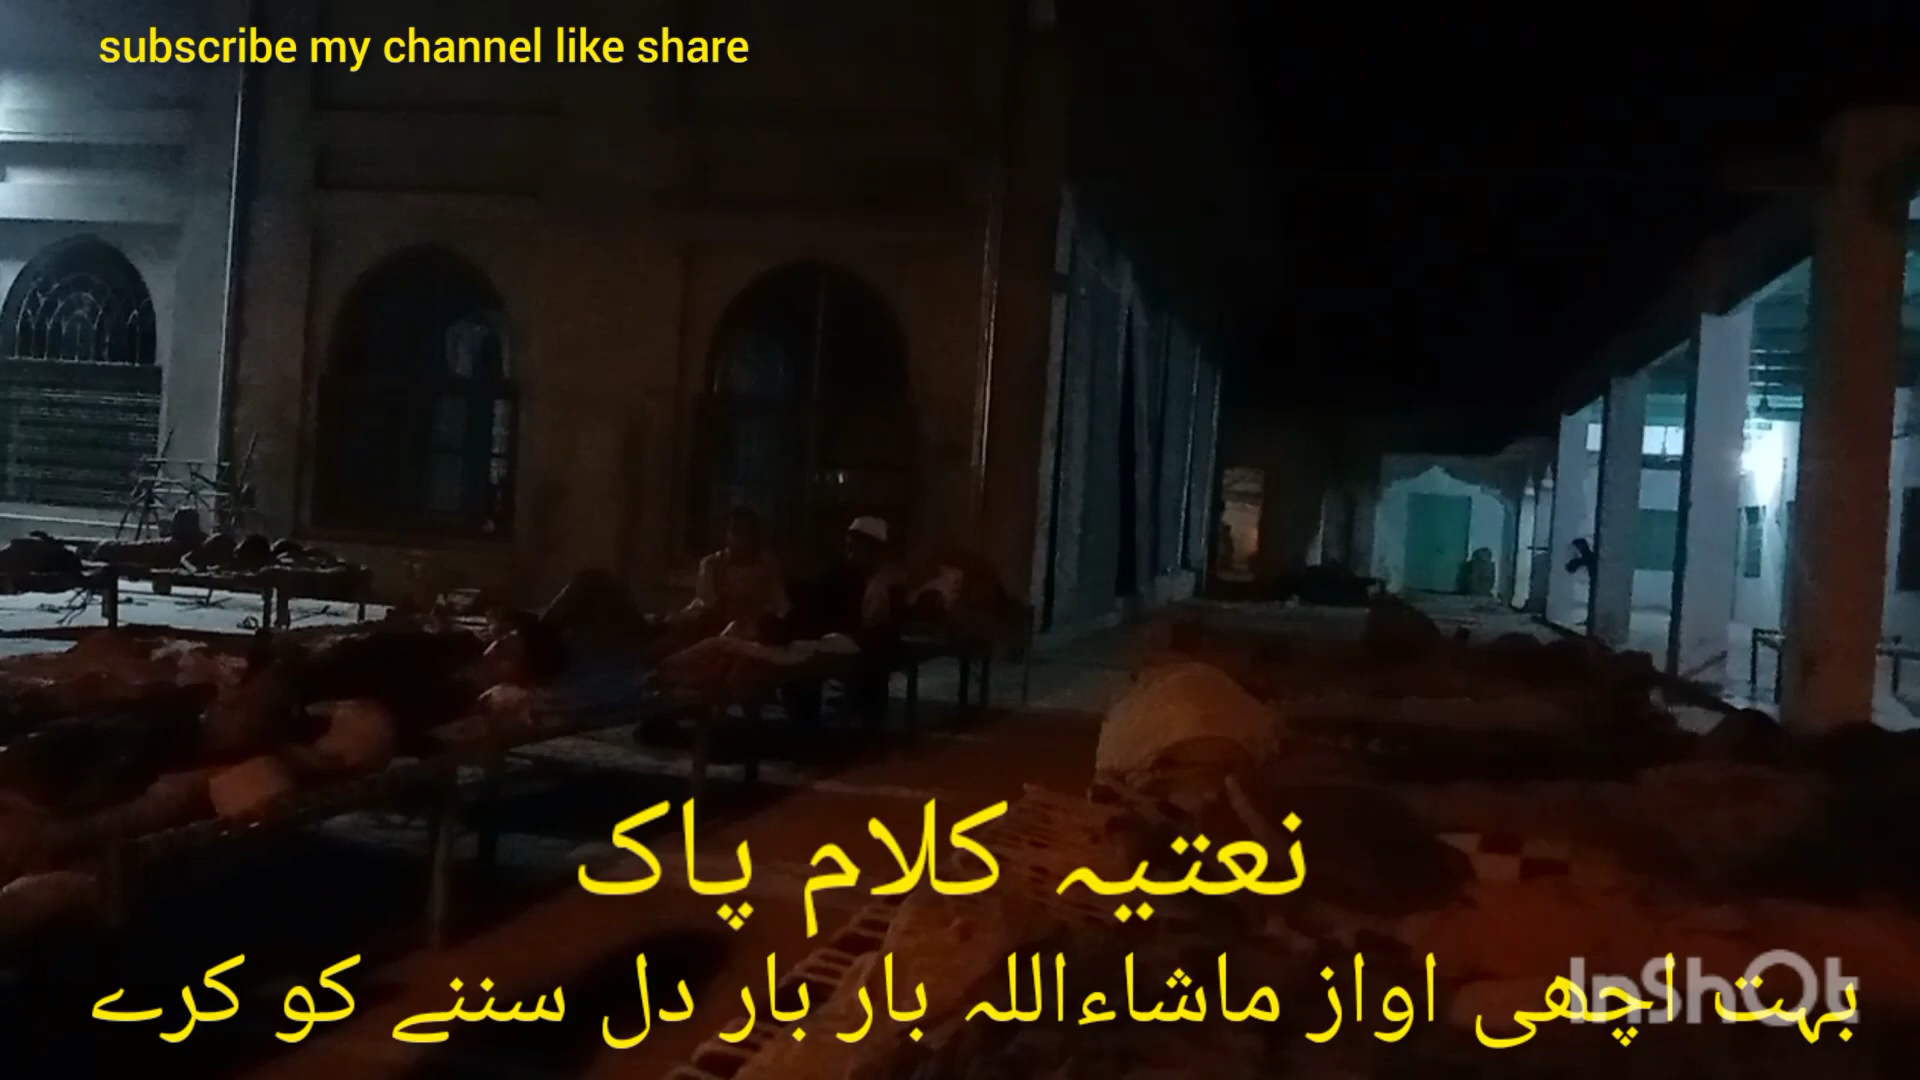 subscribe my channel like share
نعتیہ کلام پاک
بہت اچھی اواز ماشاءاللہ بار بار دل سننے کو کرے
InShOt